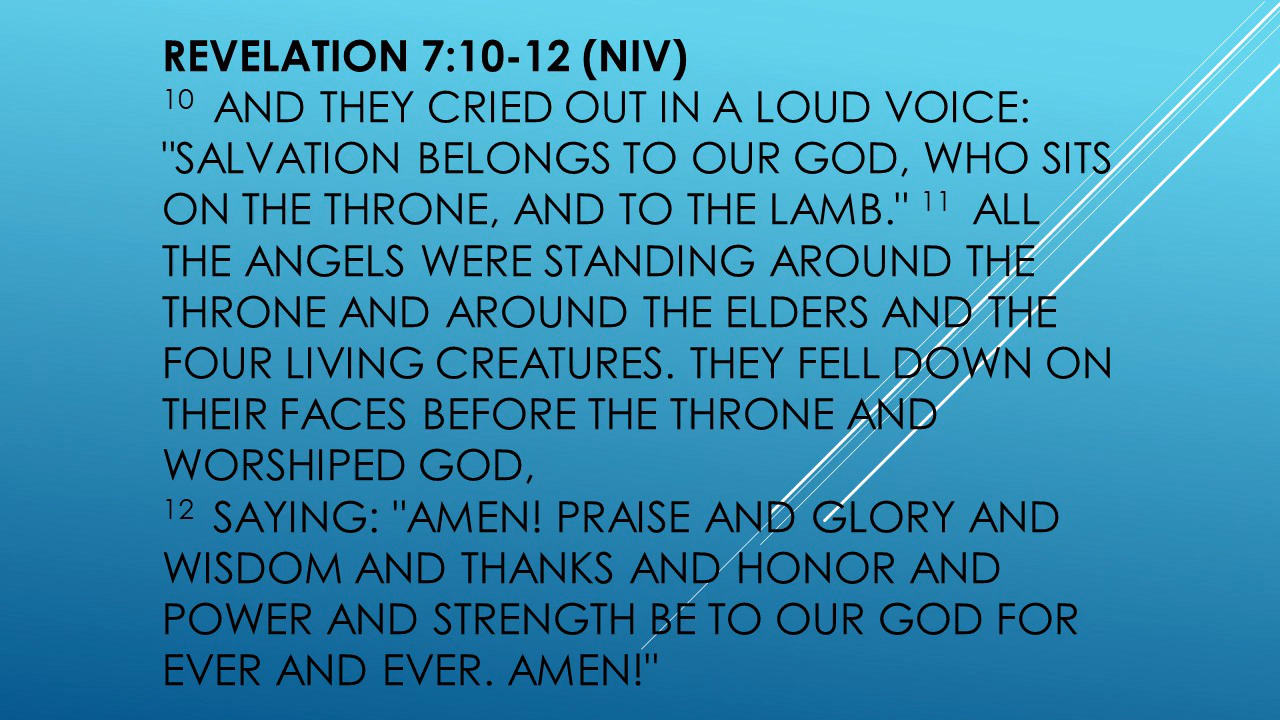 REVELATION 7:10-12 (NIV)
10 AND THEY CRIED OUT IN A LOUD VOICE:
"SALVATION BELONGS TO OUR GOD, WHO SITS
ON THE THRONE, AND TO THE LAMB." 11 ALL
THE ANGELS WERE STANDING AROUND THE
THRONE AND AROUND THE ELDERS AND THE
FOUR LIVING CREATURES. THEY FELL DOWN ON
THEIR FACES BEFORE THE THRONE AND
WORSHIPED GOD,
12 SAYING: "AMEN! PRAISE AND GLORY AND
WISDOM AND THANKS AND HONOR AND
POWER AND STRENGTH BE TO OUR GOD FOR
EVER AND EVER. AMEN!"